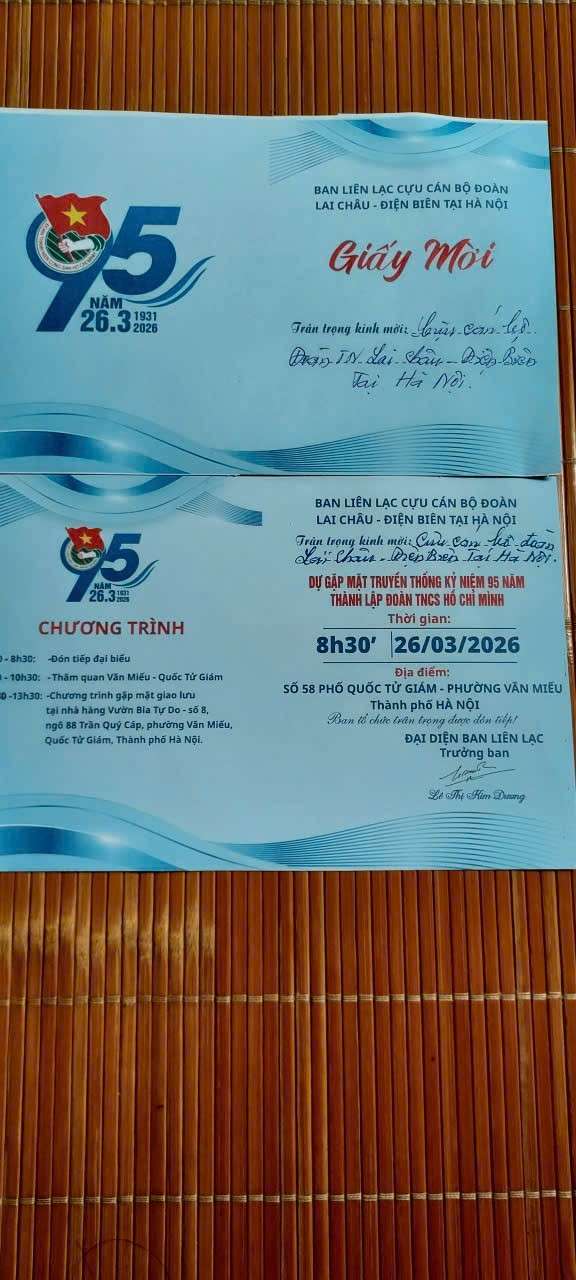 95
NĂM
26.3 1931 2026
BAN LIÊN LẠC CỰU CÁN BỘ ĐOÀN
LAI CHÂU - ĐIỆN BIÊN TẠI HÀ NỘI
Giấy Mời
Trân trọng kính mời: Cựu cán bộ
Đoàn TN Lai Châu - Điện Biên
Tại Hà Nội.
95
NĂM
26.3 1931 2026
CHƯƠNG TRÌNH
- 8h30: -Đón tiếp đại biểu
- 10h30: -Thăm quan Văn Miếu - Quốc Tử Giám
-13h30: -Chương trình gặp mặt giao lưu
tại nhà hàng Vườn Bia Tự Do - số 8,
ngõ 88 Trần Quý Cáp, phường Văn Miếu,
Quốc Tử Giám, Thành phố Hà Nội.
BAN LIÊN LẠC CỰU CÁN BỘ ĐOÀN
LAI CHÂU - ĐIỆN BIÊN TẠI HÀ NỘI
Trân trọng kính mời: Cựu cán bộ đoàn
Lai Châu - Điện Biên Tại Hà Nội.
DỰ GẶP MẶT TRUYỀN THỐNG KỶ NIỆM 95 NĂM
THÀNH LẬP ĐOÀN TNCS HỒ CHÍ MINH
Thời gian:
8h30’ 26/03/2026
Địa điểm:
SỐ 58 PHỐ QUỐC TỬ GIÁM - PHƯỜNG VĂN MIẾU
Thành phố HÀ NỘI
Ban tổ chức trân trọng được đón tiếp!
ĐẠI DIỆN BAN LIÊN LẠC
Trưởng ban
Lê Thị Kim Dương